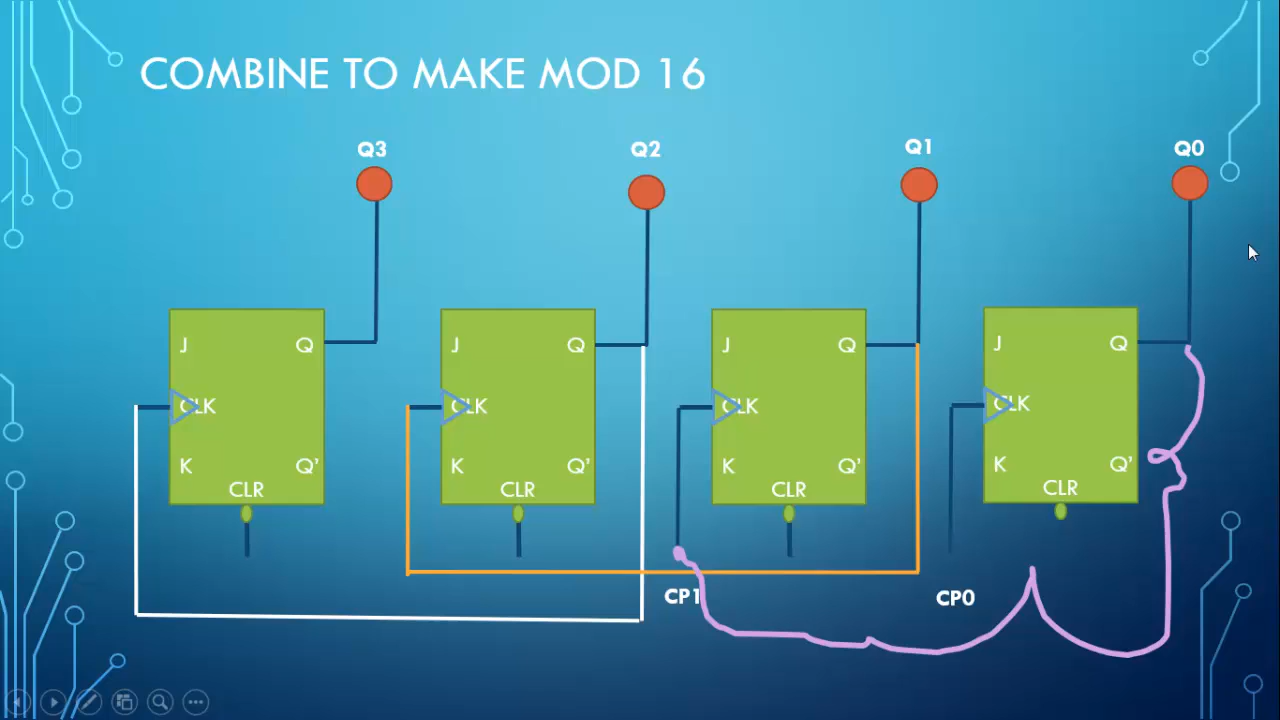 COMBINE TO MAKE MOD 16
Q3 Q2 Q1 Q0
J Q J Q J Q J Q
CLK CLK CLK CLK
K Q’ K Q’ K Q’ K Q’
CLR CLR CLR CLR
CP1 CP0